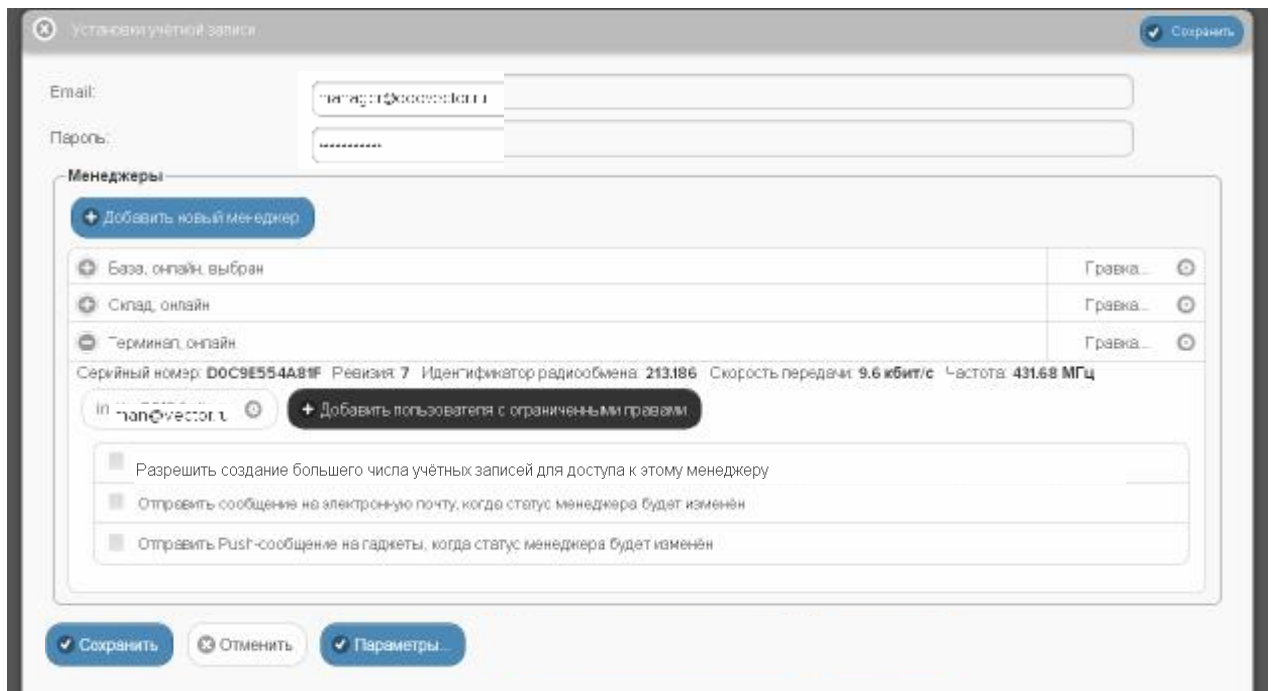 Установки учётной записи
Сохранить
Email:
Пароль:
Менеджеры
Добавить новый менеджер
База, онлайн, выбран Правка...
Склад, онлайн Правка...
Терминал, онлайн Правка...
Серийный номер: D0C9E554A81F Ревизия: 7 Идентификатор радиообмена: 213.186 Скорость передачи: 9.6 кбит/с Частота: 431.68 МГц
Добавить пользователя с ограниченными правами
Разрешить создание большего числа учётных записей для доступа к этому менеджеру
Отправить сообщение на электронную почту, когда статус менеджера будет изменён
Отправить Push-сообщение на гаджеты, когда статус менеджера будет изменён
Сохранить Отменить Параметры...